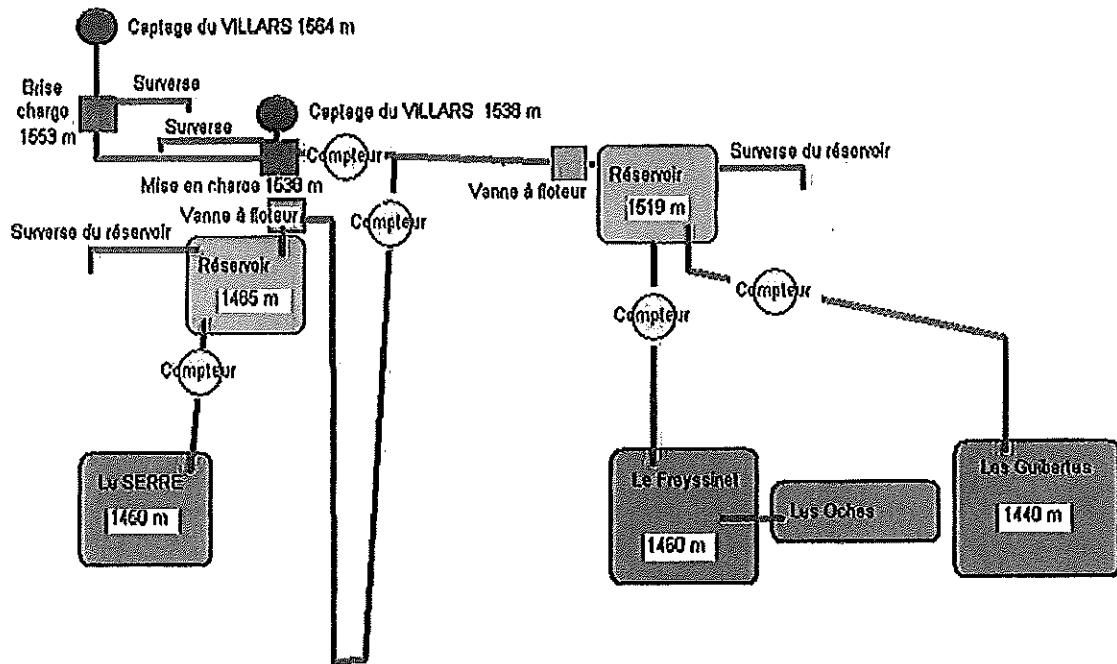 Captage du VILLARS 1564 m
Brise
charge
1553 m
Surverse
Captage du VILLARS 1538 m
Surverse
Compteur
Mise en charge 1538 m
Vanne à floteur
Surverse du réservoir
Réservoir
1485 m
Compteur
Compteur
Vanne à floteur
Réservoir
1519 m
Surverse du réservoir
Compteur
Compteur
Le SERRE
1460 m
Le Freyssinet
1460 m
Les Oches
Les Guibertes
1440 m